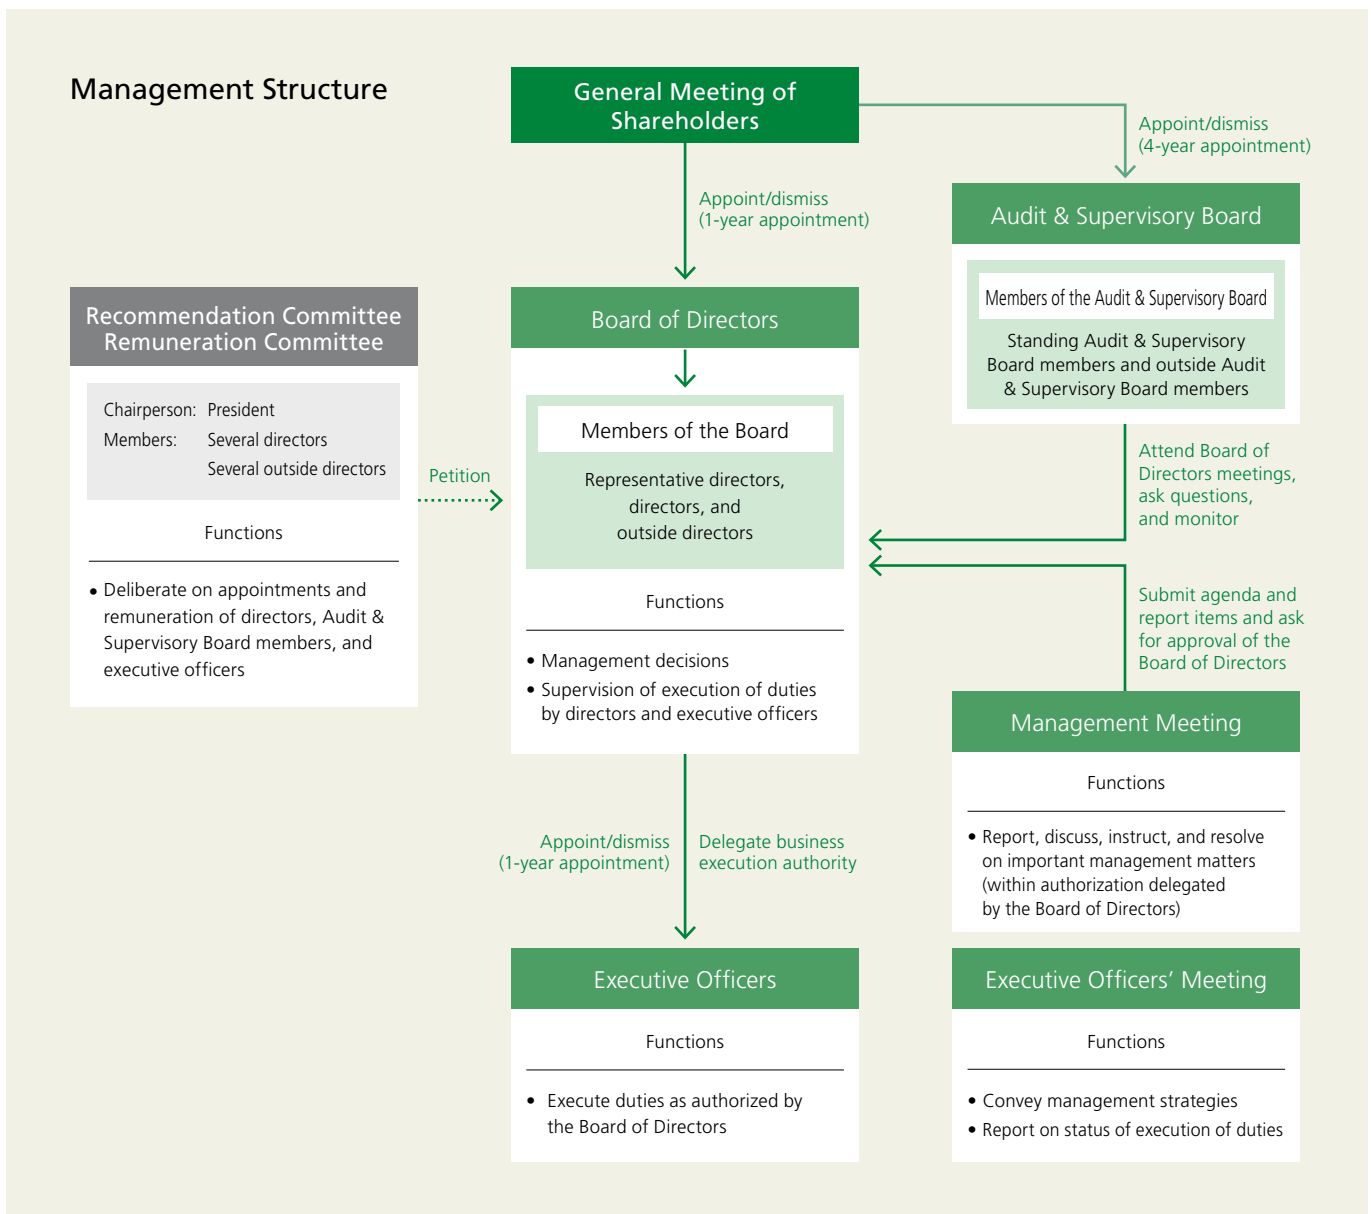 Management Structure
General Meeting of
Shareholders
Appoint/dismiss
(4-year appointment)
Appoint/dismiss
(1-year appointment)
Audit & Supervisory Board
Members of the Audit & Supervisory Board
Standing Audit & Supervisory
Board members and outside Audit
& Supervisory Board members
Recommendation Committee
Remuneration Committee
Chairperson: President
Members: Several directors
Several outside directors
Functions
• Deliberate on appointments and
remuneration of directors, Audit &
Supervisory Board members, and
executive officers
Petition
Board of Directors
Members of the Board
Representative directors,
directors, and
outside directors
Functions
• Management decisions
• Supervision of execution of duties
by directors and executive officers
Attend Board of
Directors meetings,
ask questions,
and monitor
Submit agenda and
report items and ask
for approval of the
Board of Directors
Management Meeting
Functions
• Report, discuss, instruct, and resolve
on important management matters
(within authorization delegated
by the Board of Directors)
Appoint/dismiss
(1-year appointment)
Delegate business
execution authority
Executive Officers
Functions
• Execute duties as authorized by
the Board of Directors
Executive Officers’ Meeting
Functions
• Convey management strategies
• Report on status of execution of duties